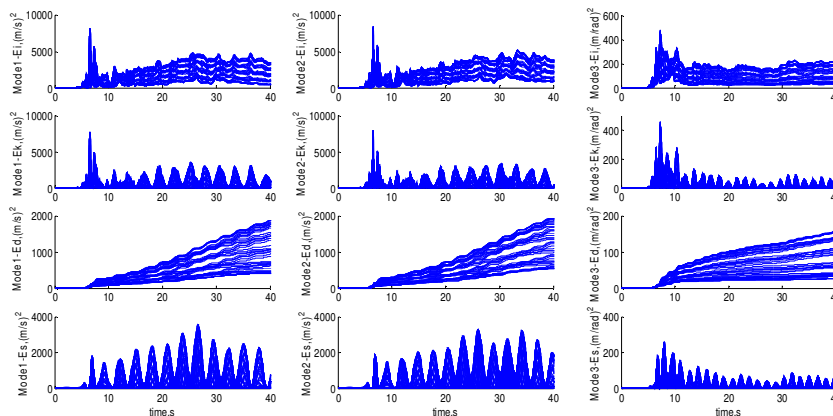 Mode1-Ei,(m/s)²
10000
5000
0
0 10 20 30 40
Mode2-Ei,(m/s)²
10000
5000
0
0 10 20 30 40
Mode3-Ei,(m/rad)²
600
400
200
0
0 10 20 30 40
Mode1-Ek,(m/s)²
10000
5000
0
0 10 20 30 40
Mode2-Ek,(m/s)²
10000
5000
0
0 10 20 30 40
Mode3-Ek,(m/rad)²
400
200
0
0 10 20 30 40
Mode1-Ed,(m/s)²
2000
1000
0
0 10 20 30 40
Mode2-Ed,(m/s)²
2000
1000
0
0 10 20 30 40
Mode3-Ed,(m/rad)²
200
100
0
0 10 20 30 40
Mode1-Es,(m/s)²
4000
2000
0
0 10 20 30 40
time,s
Mode2-Es,(m/s)²
4000
2000
0
0 10 20 30 40
time,s
Mode3-Es,(m/rad)²
400
200
0
0 10 20 30 40
time,s